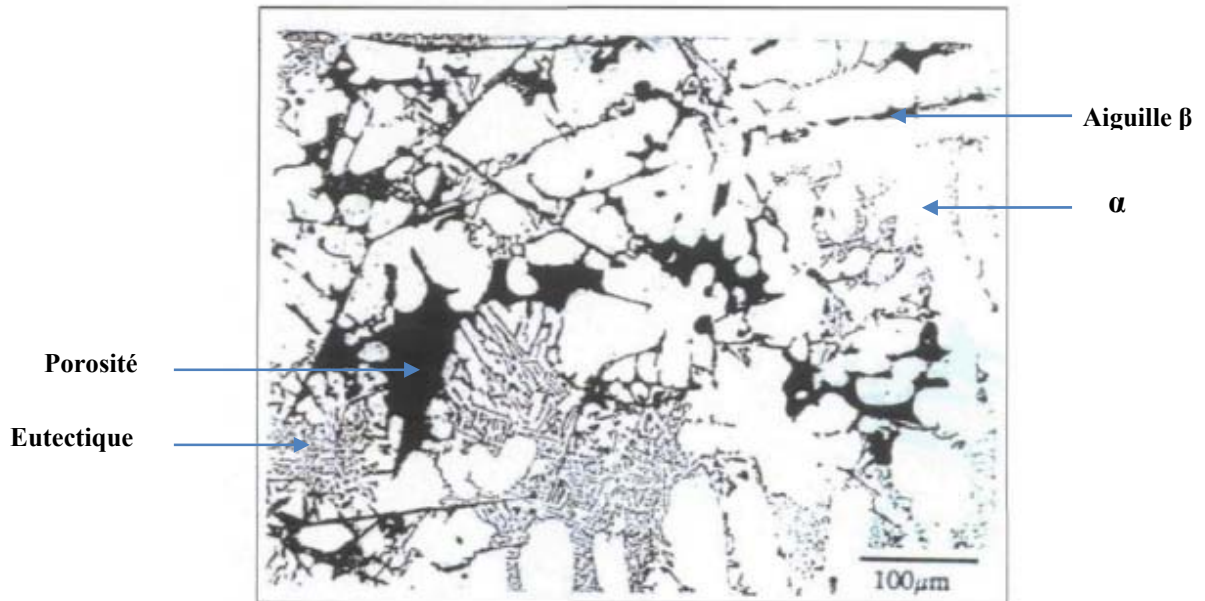 Aiguille β
α
Porosité
Eutectique
100μm